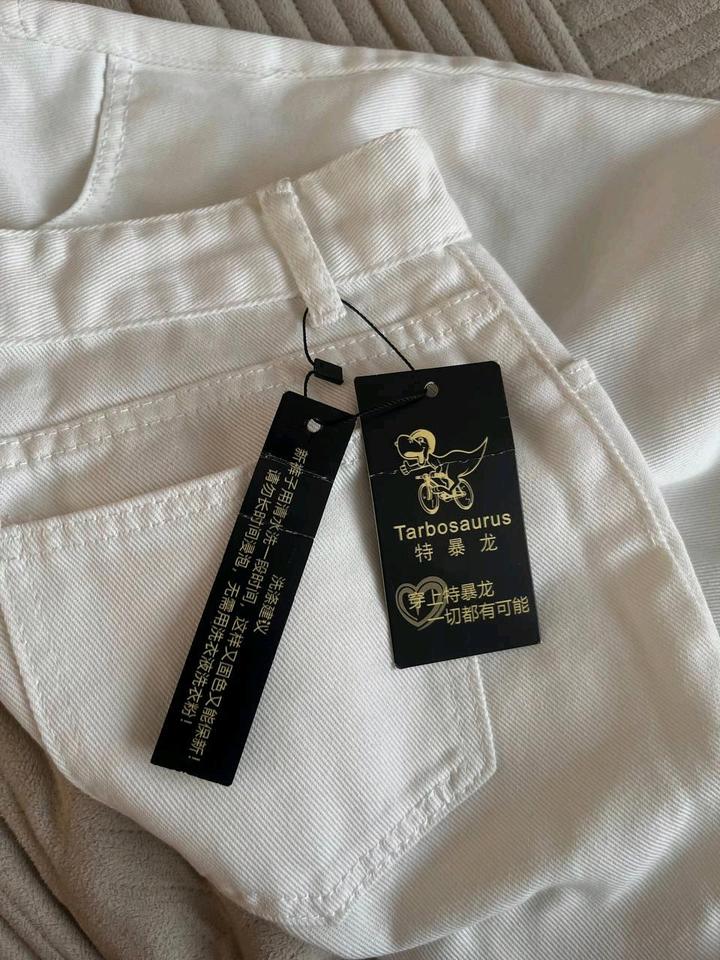 洗涤建议
新裤子用清水洗一段时间，这样又固色又能保新！
请勿长时间浸泡，无需用洗衣液洗衣粉！
Tarbosaurus
特暴龙
穿上特暴龙
一切都有可能